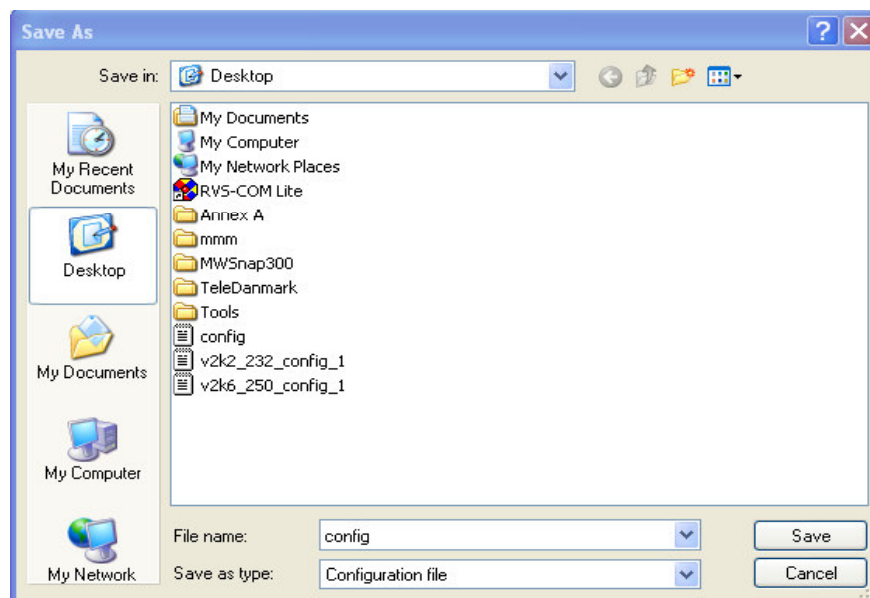 Save As
Save in:
Desktop
My Recent
Documents
Desktop
My Documents
My Computer
My Network
My Documents
My Computer
My Network Places
RVS-COM Lite
Annex A
mmm
MWSnap300
TeleDanmark
Tools
config
v2k2_232_config_1
v2k6_250_config_1
File name:
config
Save
Save as type:
Configuration file
Cancel